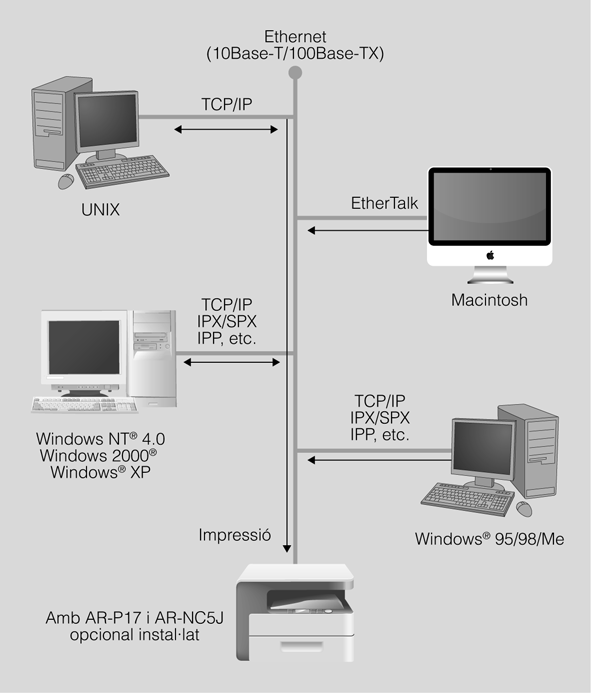 Ethernet
(10Base-T/100Base-TX)
TCP/IP
UNIX
EtherTalk
Macintosh
TCP/IP
IPX/SPX
IPP, etc.
Windows NT® 4.0
Windows 2000®
Windows® XP
TCP/IP
IPX/SPX
IPP, etc.
Windows® 95/98/Me
Impressió
Amb AR-P17 i AR-NC5J
opcional instal·lat